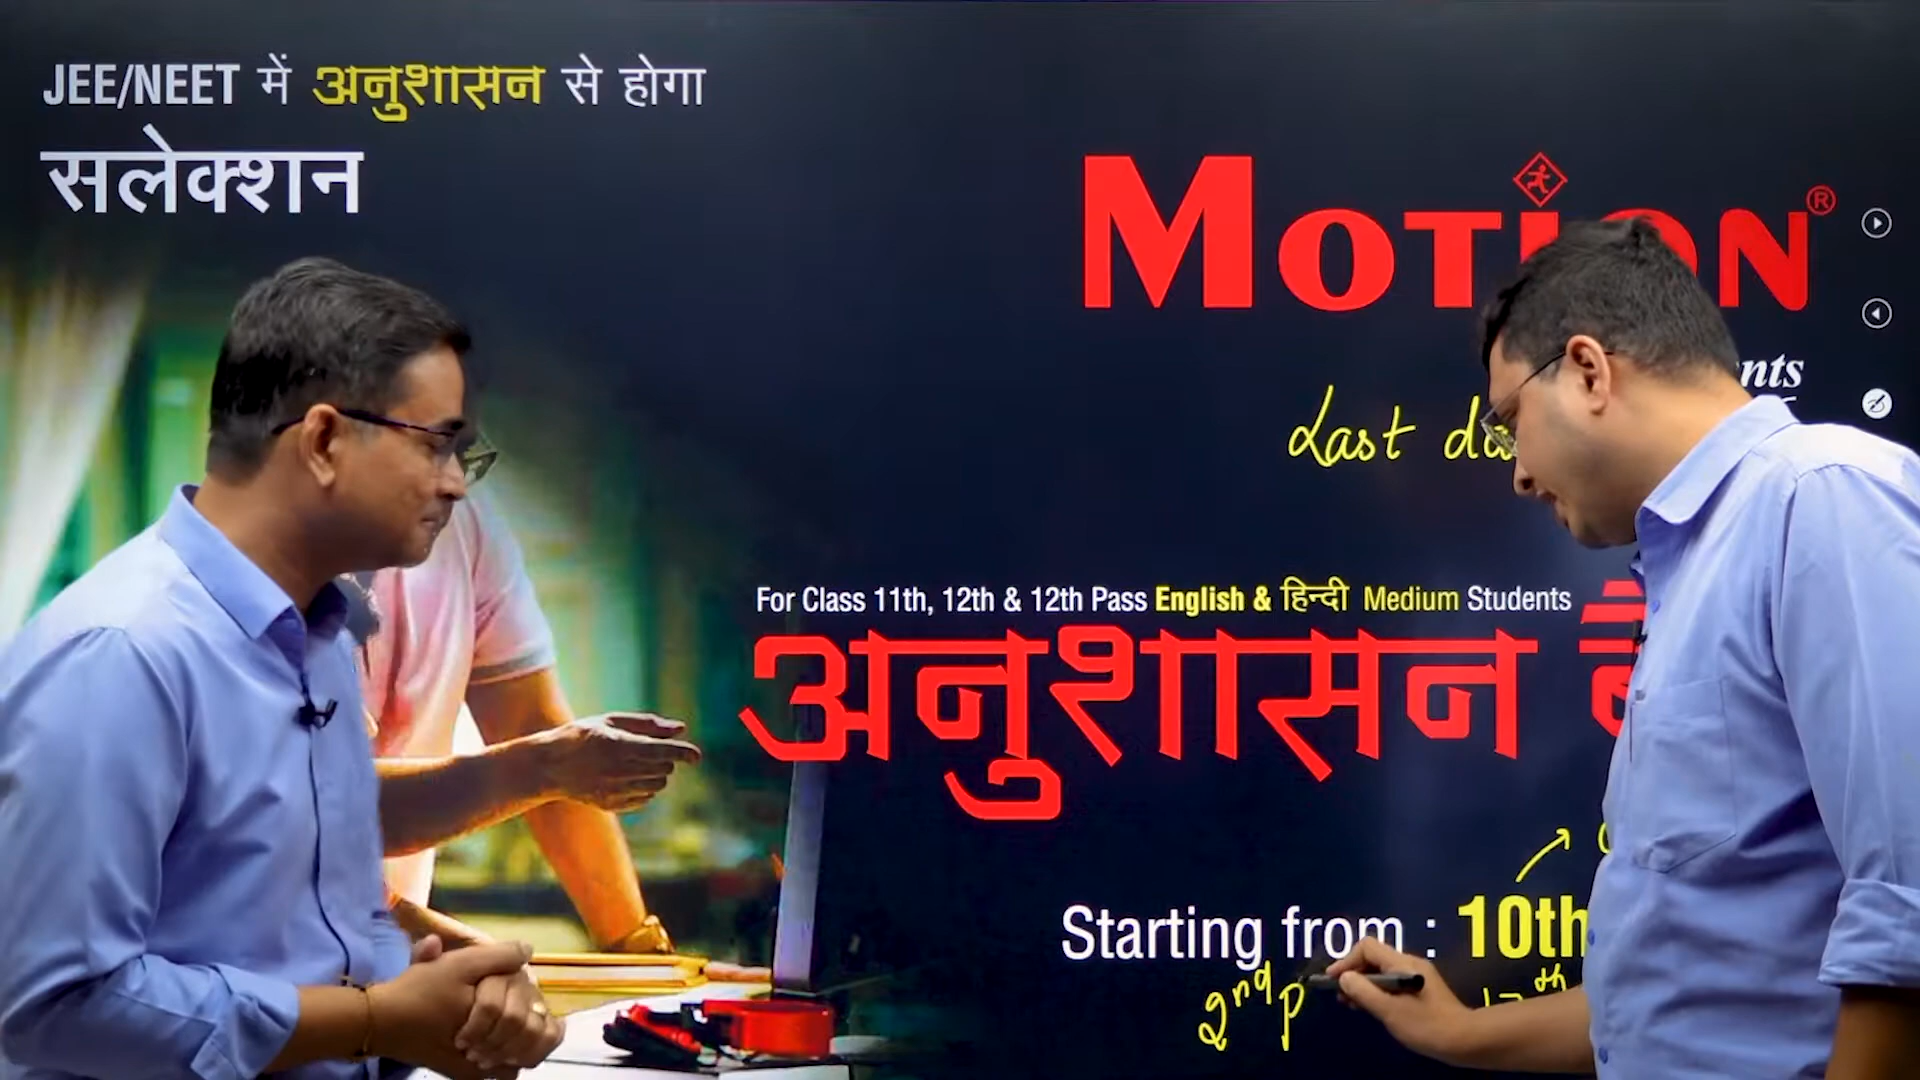 JEE/NEET में अनुशासन से होगा
सलेक्शन
MOTION®
Last
For Class 11th, 12th & 12th Pass English & हिन्दी Medium Students
अनुशासन
Starting from : 10th
2nd P